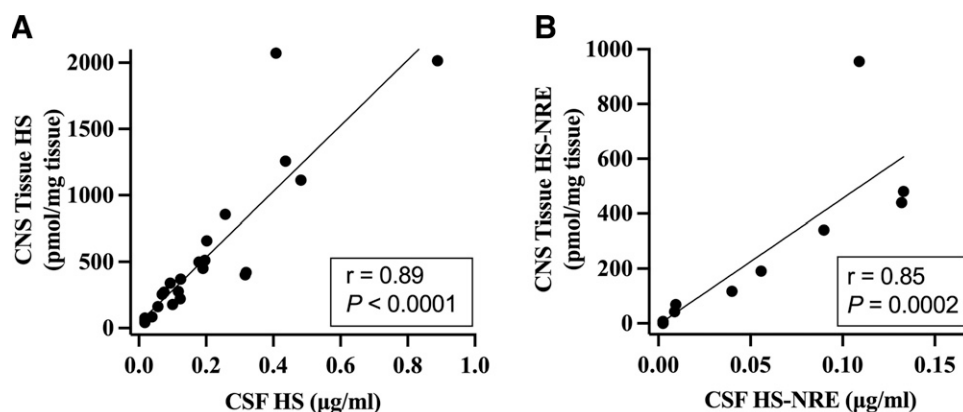 A
CNS Tissue HS
(pmol/mg tissue)
2000
1500
1000
500
0
r = 0.89
P < 0.0001
0.0 0.2 0.4 0.6 0.8 1.0
CSF HS (µg/ml)
B
CNS Tissue HS-NRE
(pmol/mg tissue)
1000
800
600
400
200
0
r = 0.85
P = 0.0002
0.00 0.05 0.10 0.15
CSF HS-NRE (µg/ml)